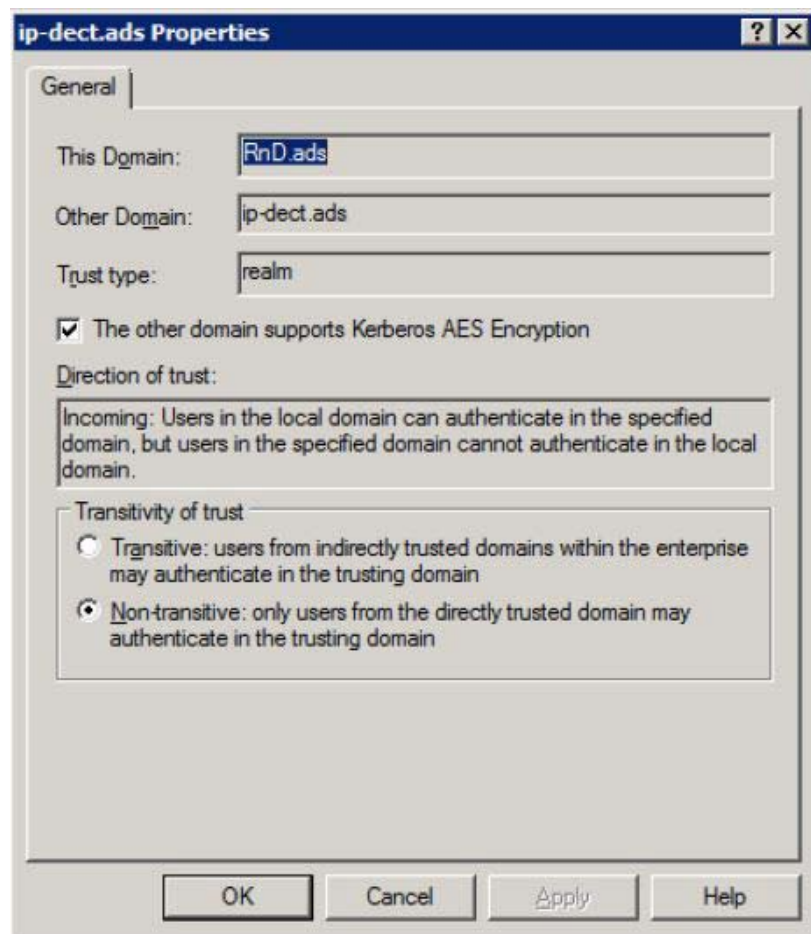 ip-dect.ads Properties
General
This Domain: RnD.ads
Other Domain: ip-dect.ads
Trust type: realm
The other domain supports Kerberos AES Encryption
Direction of trust:
Incoming: Users in the local domain can authenticate in the specified
domain, but users in the specified domain cannot authenticate in the local
domain.
Transitivity of trust
Transitive: users from indirectly trusted domains within the enterprise
may authenticate in the trusting domain
Non-transitive: only users from the directly trusted domain may
authenticate in the trusting domain
OK Cancel Apply Help